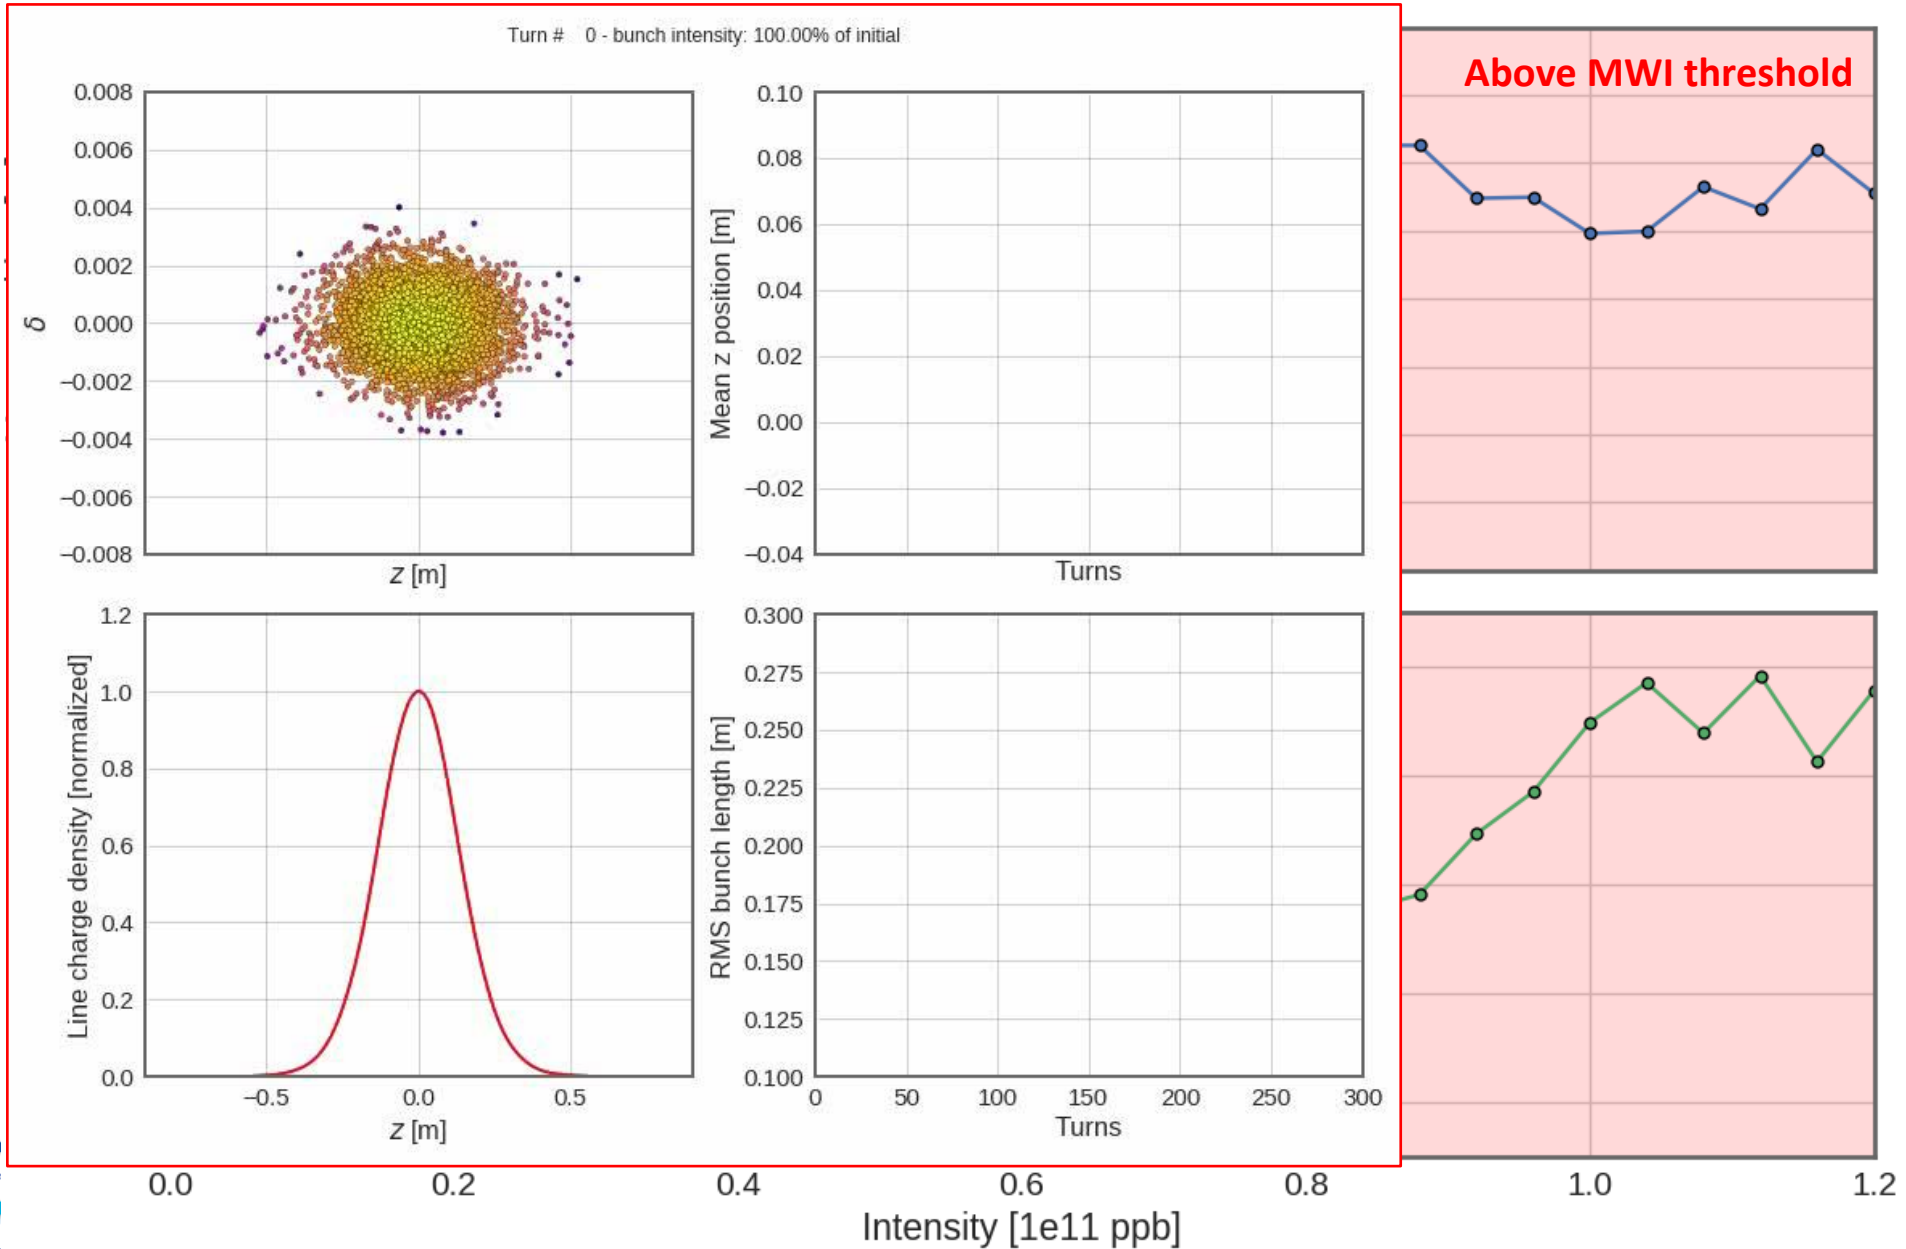 Turn # 0 - bunch intensity: 100.00% of initial
Above MWI threshold
0.008
0.006
0.004
0.002
0.000
−0.002
−0.004
−0.006
−0.008
δ
z [m]
0.10
0.08
0.06
0.04
0.02
0.00
−0.02
−0.04
Mean z position [m]
Turns
1.2
1.0
0.8
0.6
0.4
0.2
0.0
Line charge density [normalized]
−0.5 0.0 0.5
z [m]
0.300
0.275
0.250
0.225
0.200
0.175
0.150
0.125
0.100
RMS bunch length [m]
0 50 100 150 200 250 300
Turns
0.0 0.2 0.4 0.6 0.8 1.0 1.2
Intensity [1e11 ppb]